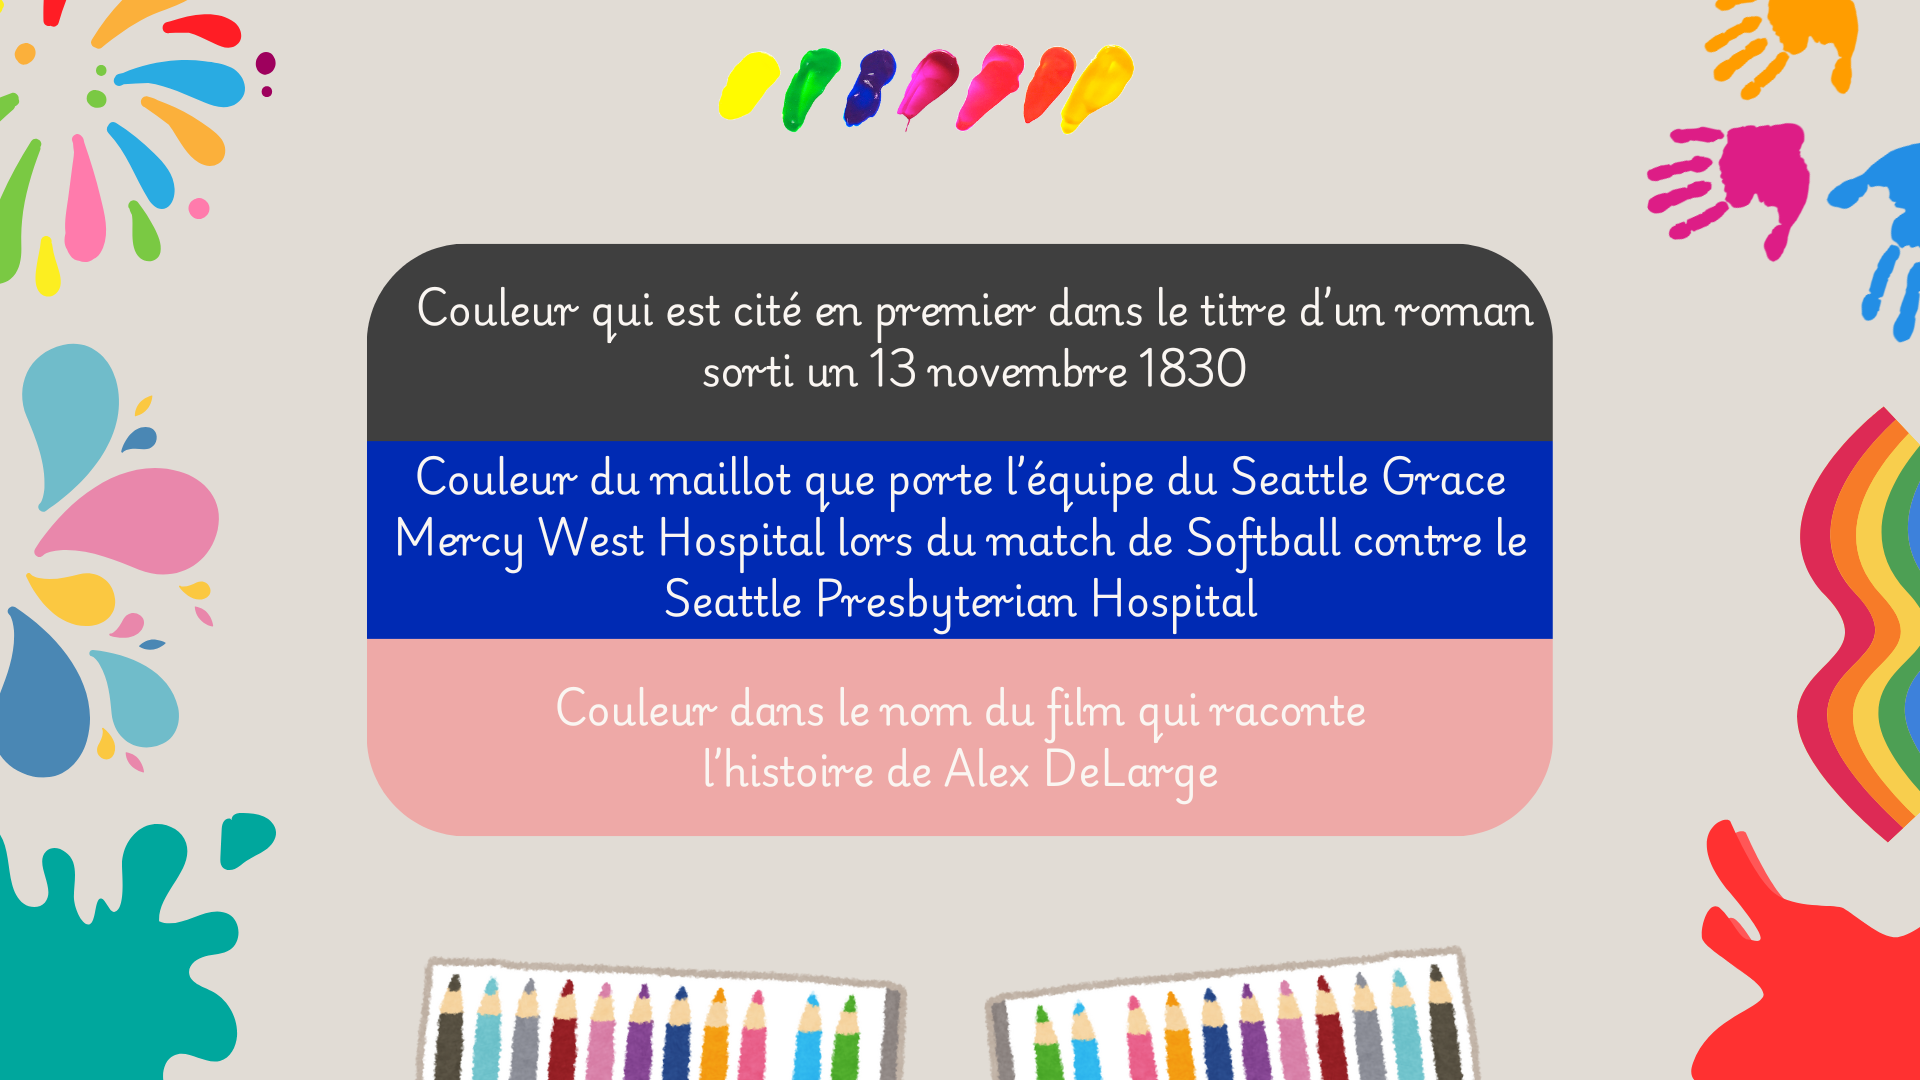 Couleur qui est cité en premier dans le titre d'un roman
sorti un 13 novembre 1830
Couleur du maillot que porte l'équipe du Seattle Grace
Mercy West Hospital lors du match de Softball contre le
Seattle Presbyterian Hospital
Couleur dans le nom du film qui raconte
l'histoire de Alex DeLarge